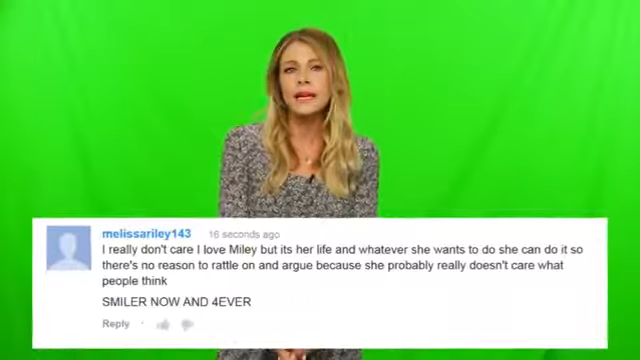 melissariley143 16 seconds ago
I really don't care I love Miley but its her life and whatever she wants to do she can do it so
there's no reason to rattle on and argue because she probably really doesn't care what
people think
SMILER NOW AND 4EVER
Reply